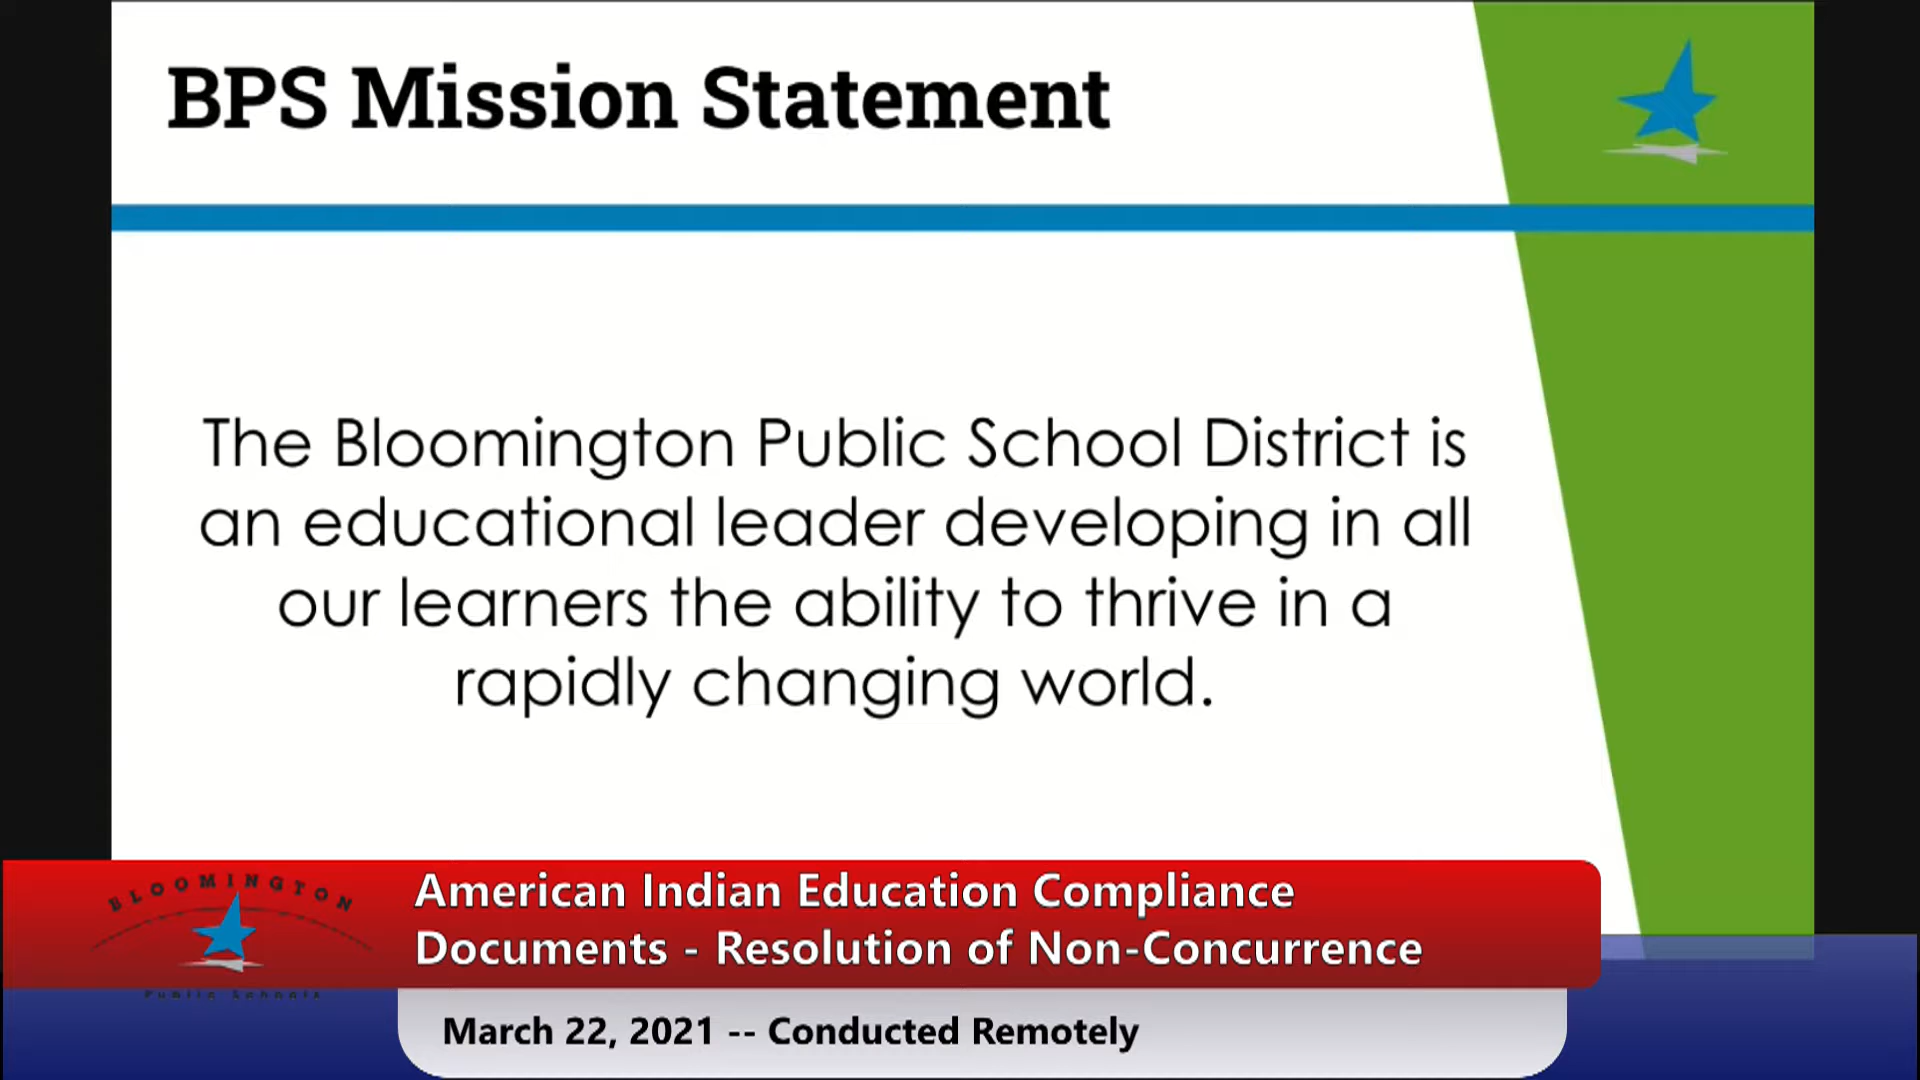 BPS Mission Statement
The Bloomington Public School District is
an educational leader developing in all
our learners the ability to thrive in a
rapidly changing world.
BLOOMINGTON
Public Schools
American Indian Education Compliance
Documents - Resolution of Non-Concurrence
March 22, 2021 -- Conducted Remotely